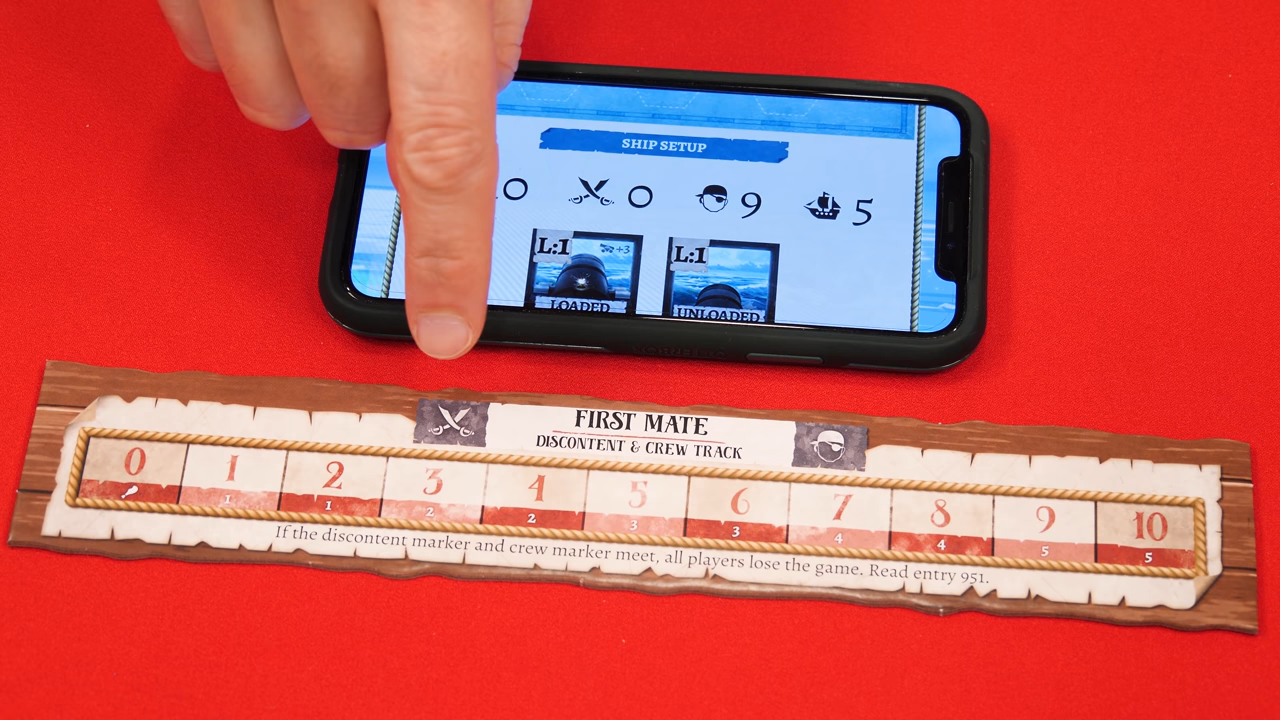 SHIP SETUP
0 0 9 5
L:1 +3 L:1
LOADED UNLOADED
FIRST MATE
DISCONTENT & CREW TRACK
0 1 2 3 4 5 6 7 8 9 10
1 1 2 2 3 3 4 4 5 5
If the discontent marker and crew marker meet, all players lose the game. Read entry 951.